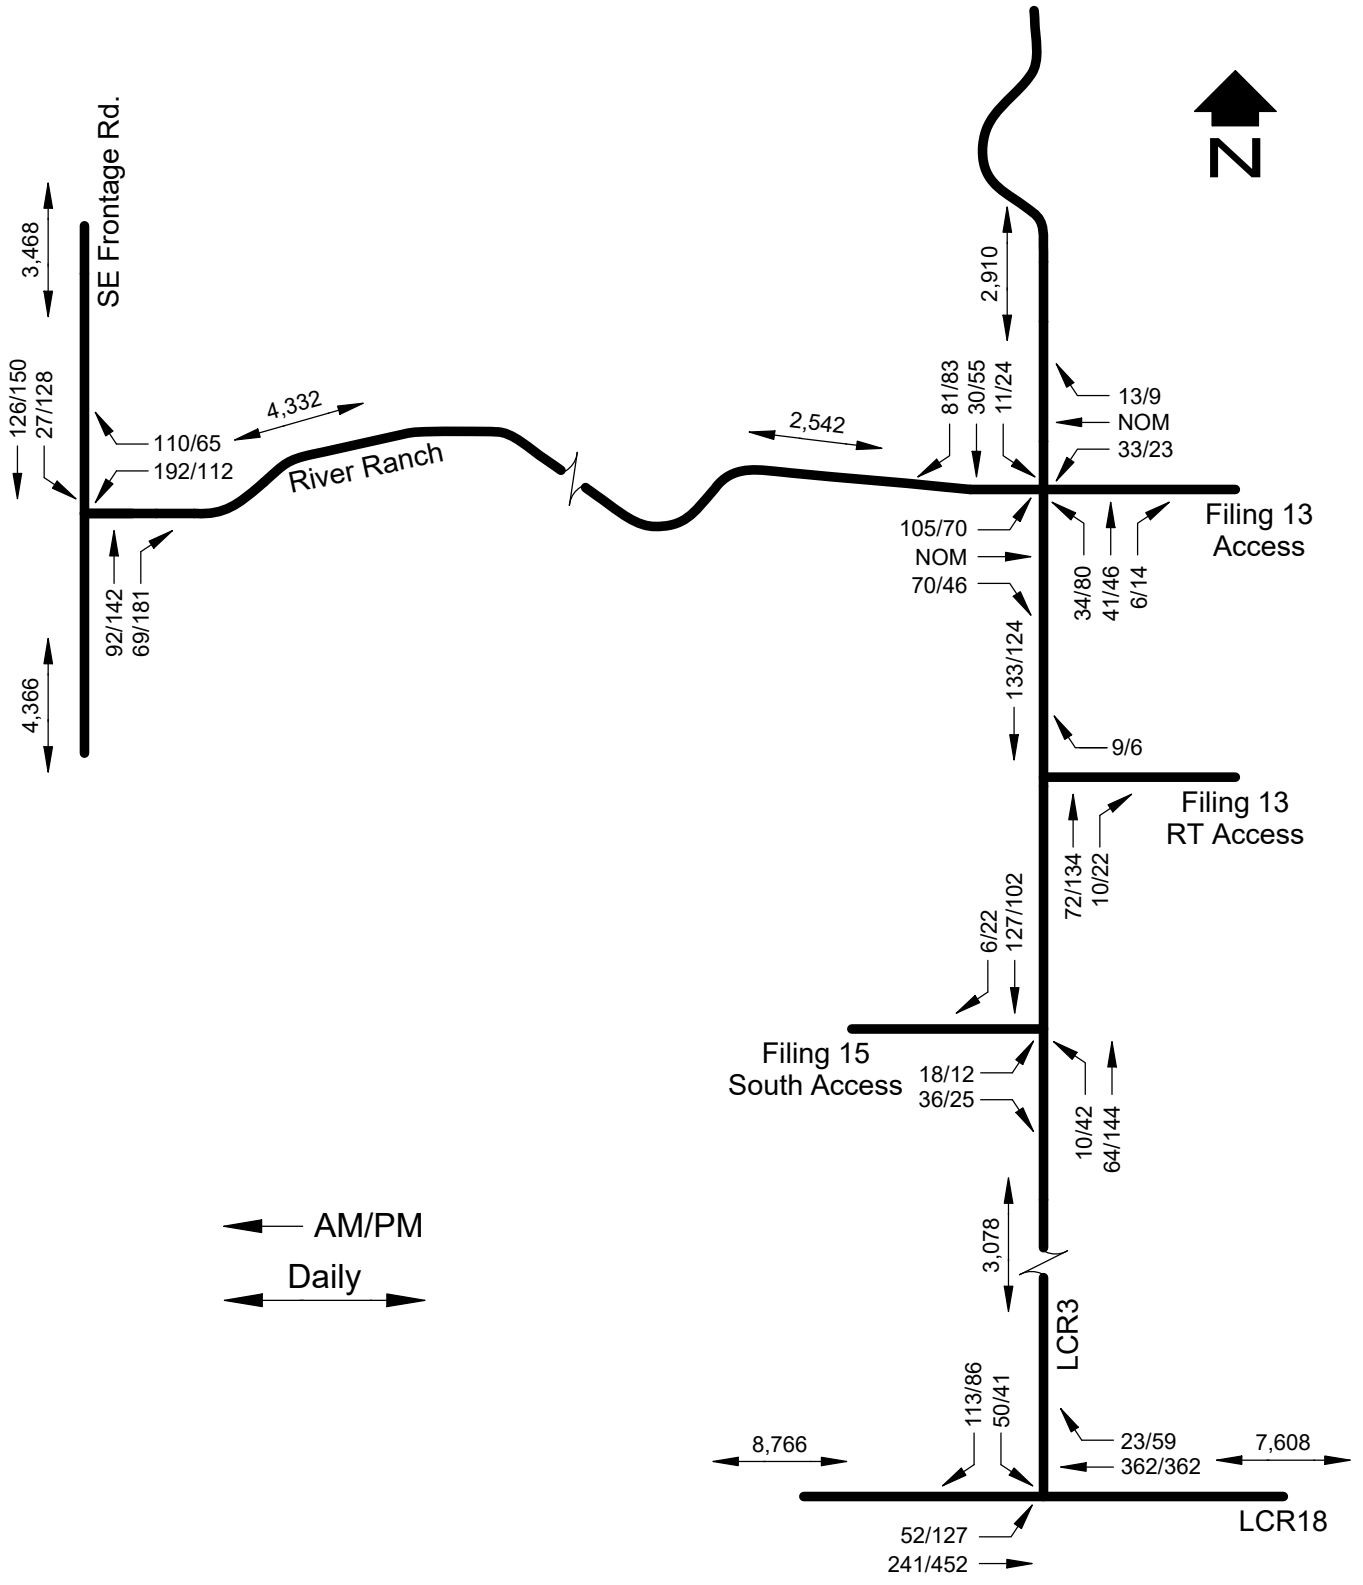 N
SE Frontage Rd.
3,468
2,910
126/150
27/128
110/65
192/112
4,332
River Ranch
2,542
81/83
30/55
11/24
13/9
NOM
33/23
Filing 13
Access
105/70
NOM
70/46
34/80
41/46
6/14
92/142
69/181
4,366
133/124
9/6
Filing 13
RT Access
72/134
10/22
6/22
127/102
Filing 15
South Access
18/12
36/25
10/42
64/144
AM/PM
Daily
3,078
LCR3
113/86
50/41
8,766
23/59
362/362
7,608
LCR18
52/127
241/452